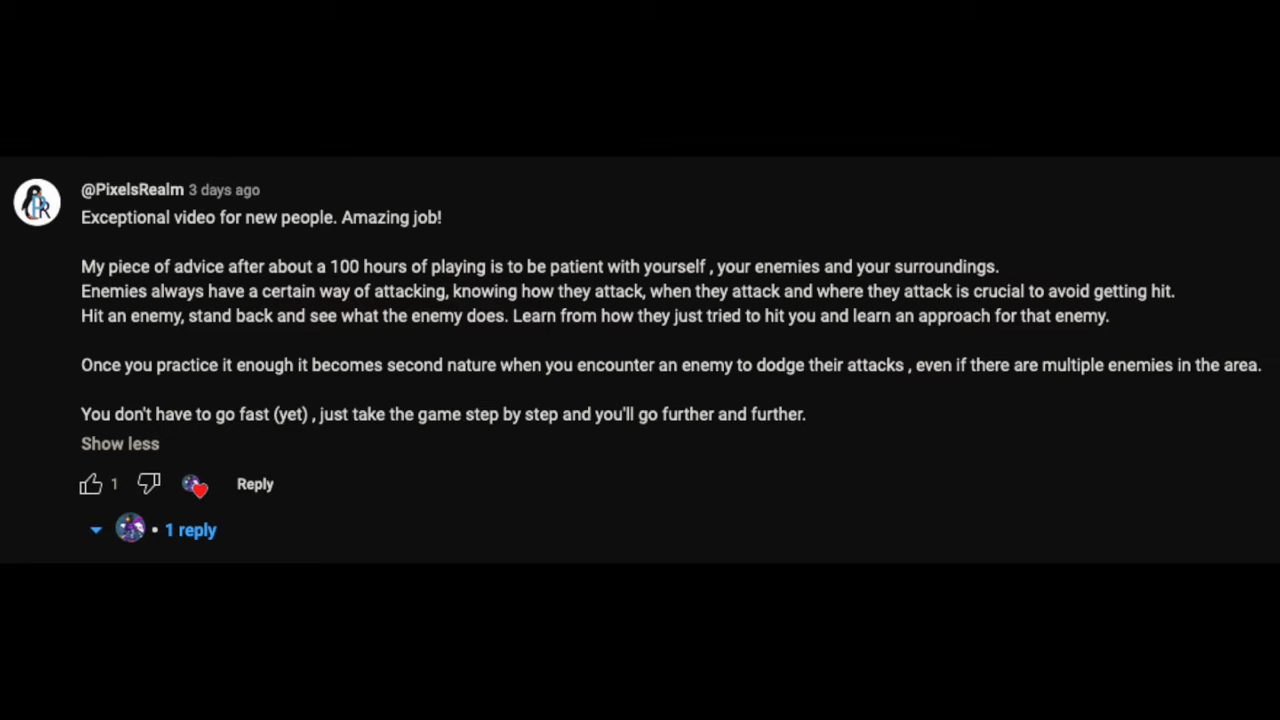 @PixelsRealm 3 days ago
Exceptional video for new people. Amazing job!
My piece of advice after about a 100 hours of playing is to be patient with yourself , your enemies and your surroundings.
Enemies always have a certain way of attacking, knowing how they attack, when they attack and where they attack is crucial to avoid getting hit.
Hit an enemy, stand back and see what the enemy does. Learn from how they just tried to hit you and learn an approach for that enemy.
Once you practice it enough it becomes second nature when you encounter an enemy to dodge their attacks , even if there are multiple enemies in the area.
You don't have to go fast (yet) , just take the game step by step and you'll go further and further.
Show less
1 Reply
• 1 reply